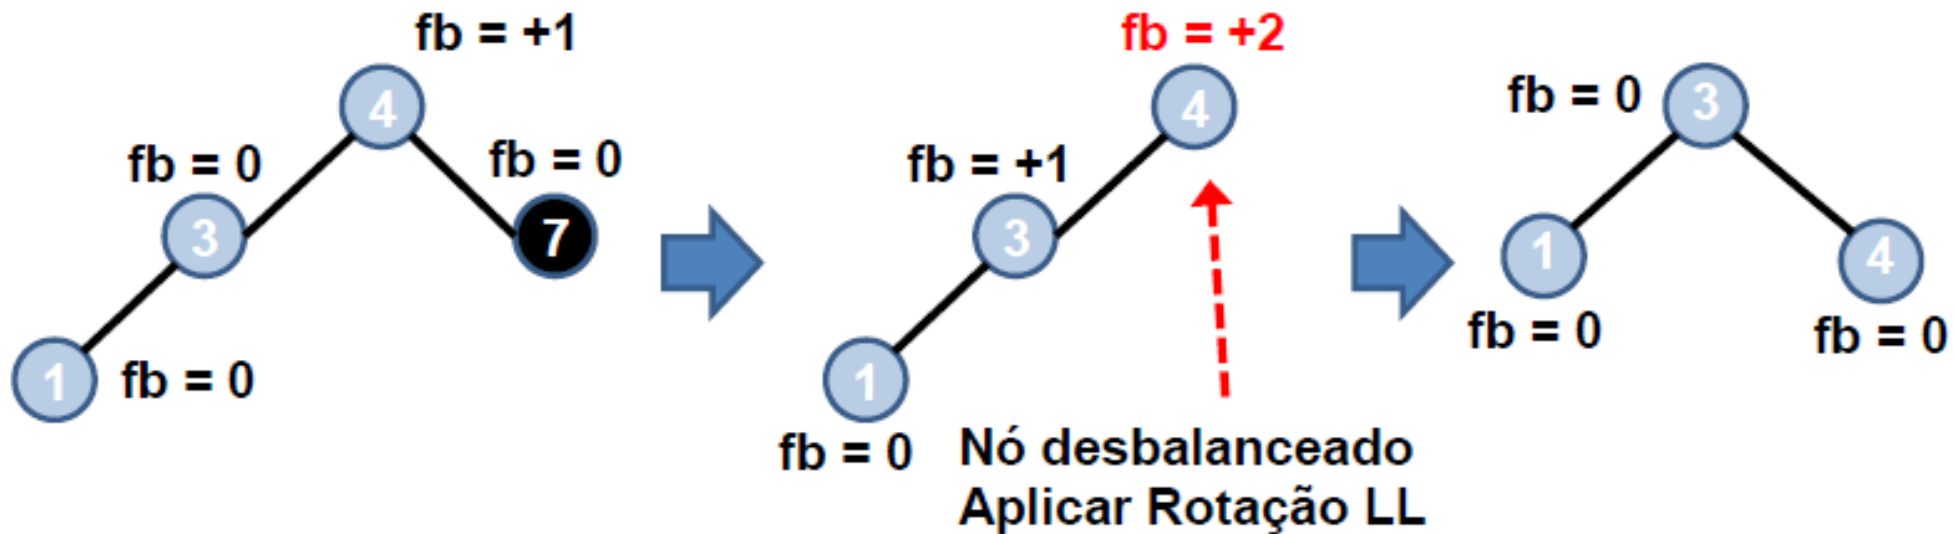 fb = +1
4
fb = 0
fb = 0
3
7
1
fb = 0
fb = +2
4
fb = +1
3
1
fb = 0
Nó desbalanceado
Aplicar Rotação LL
fb = 0
3
1
4
fb = 0
fb = 0